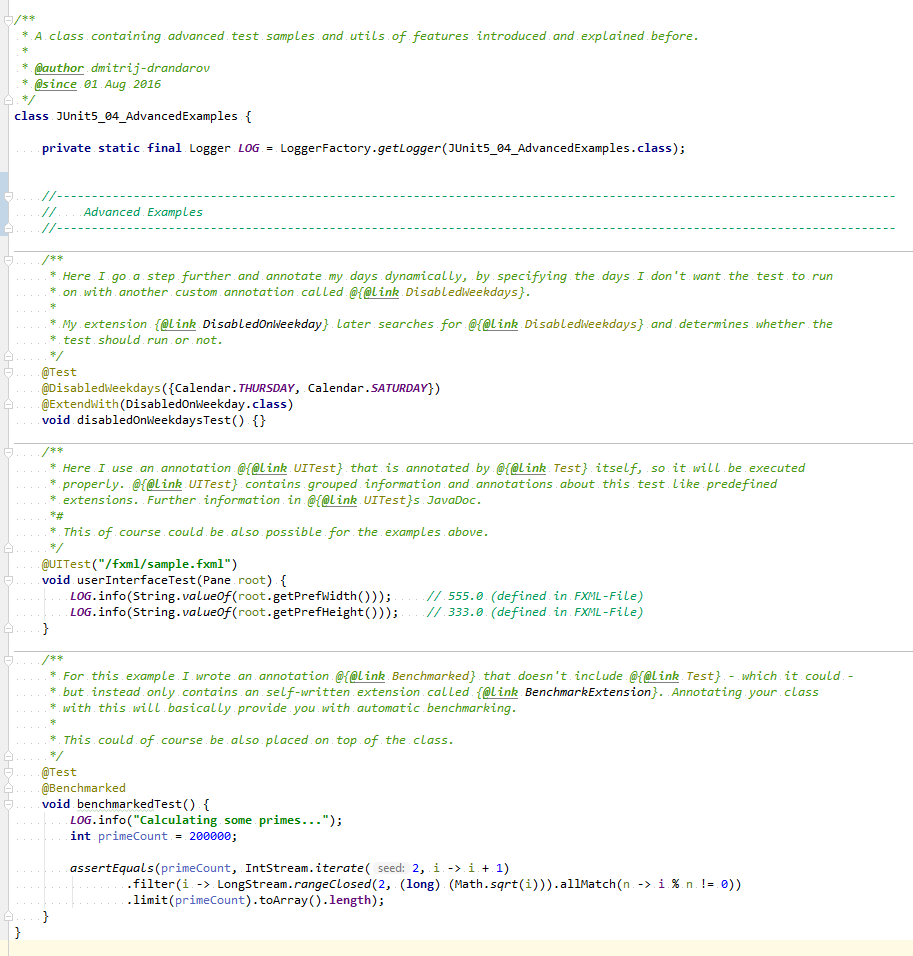 /**
 * A class containing advanced test samples and utils of features introduced and explained before.
 *
 * @author dmitrij-drandarov
 * @since 01 Aug 2016
 */
class JUnit5_04_AdvancedExamples {
    private static final Logger LOG = LoggerFactory.getLogger(JUnit5_04_AdvancedExamples.class);
    //------------------------------------------------------------------------------------------------------------------------
    //    Advanced Examples
    //------------------------------------------------------------------------------------------------------------------------
    /**
     * Here I go a step further and annotate my days dynamically, by specifying the days I don't want the test to run
     * on with another custom annotation called @{@link DisabledWeekdays}.
     *
     * My extension {@link DisabledOnWeekday} later searches for @{@link DisabledWeekdays} and determines whether the
     * test should run or not.
     */
    @Test
    @DisabledWeekdays({Calendar.THURSDAY, Calendar.SATURDAY})
    @ExtendWith(DisabledOnWeekday.class)
    void disabledOnWeekdaysTest() {}
    /**
     * Here I use an annotation @{@link UITest} that is annotated by @{@link Test} itself, so it will be executed
     * properly. @{@link UITest} contains grouped information and annotations about this test like predefined
     * extensions. Further information in @{@link UITest}s JavaDoc.
     *#
     * This of course could be also possible for the examples above.
     */
    @UITest("/fxml/sample.fxml")
    void userInterfaceTest(Pane root) {
        LOG.info(String.valueOf(root.getPrefWidth()));     // 555.0 (defined in FXML-File)
        LOG.info(String.valueOf(root.getPrefHeight()));    // 333.0 (defined in FXML-File)
    }
    /**
     * For this example I wrote an annotation @{@link Benchmarked} that doesn't include @{@link Test} - which it could -
     * but instead only contains an self-written extension called {@link BenchmarkExtension}. Annotating your class
     * with this will basically provide you with automatic benchmarking.
     *
     * This could of course be also placed on top of the class.
     */
    @Test
    @Benchmarked
    void benchmarkedTest() {
        LOG.info("Calculating some primes...");
        int primeCount = 200000;
        assertEquals(primeCount, IntStream.iterate( seed: 2, i -> i + 1)
                .filter(i -> LongStream.rangeClosed(2, (long) (Math.sqrt(i))).allMatch(n -> i % n != 0))
                .limit(primeCount).toArray().length);
    }
}